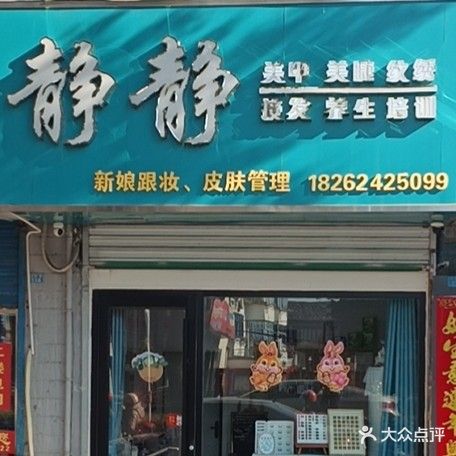 静静
美甲 美睫 纹绣
接发 养生 培训
新娘跟妆、皮肤管理 18262425099
大众点评